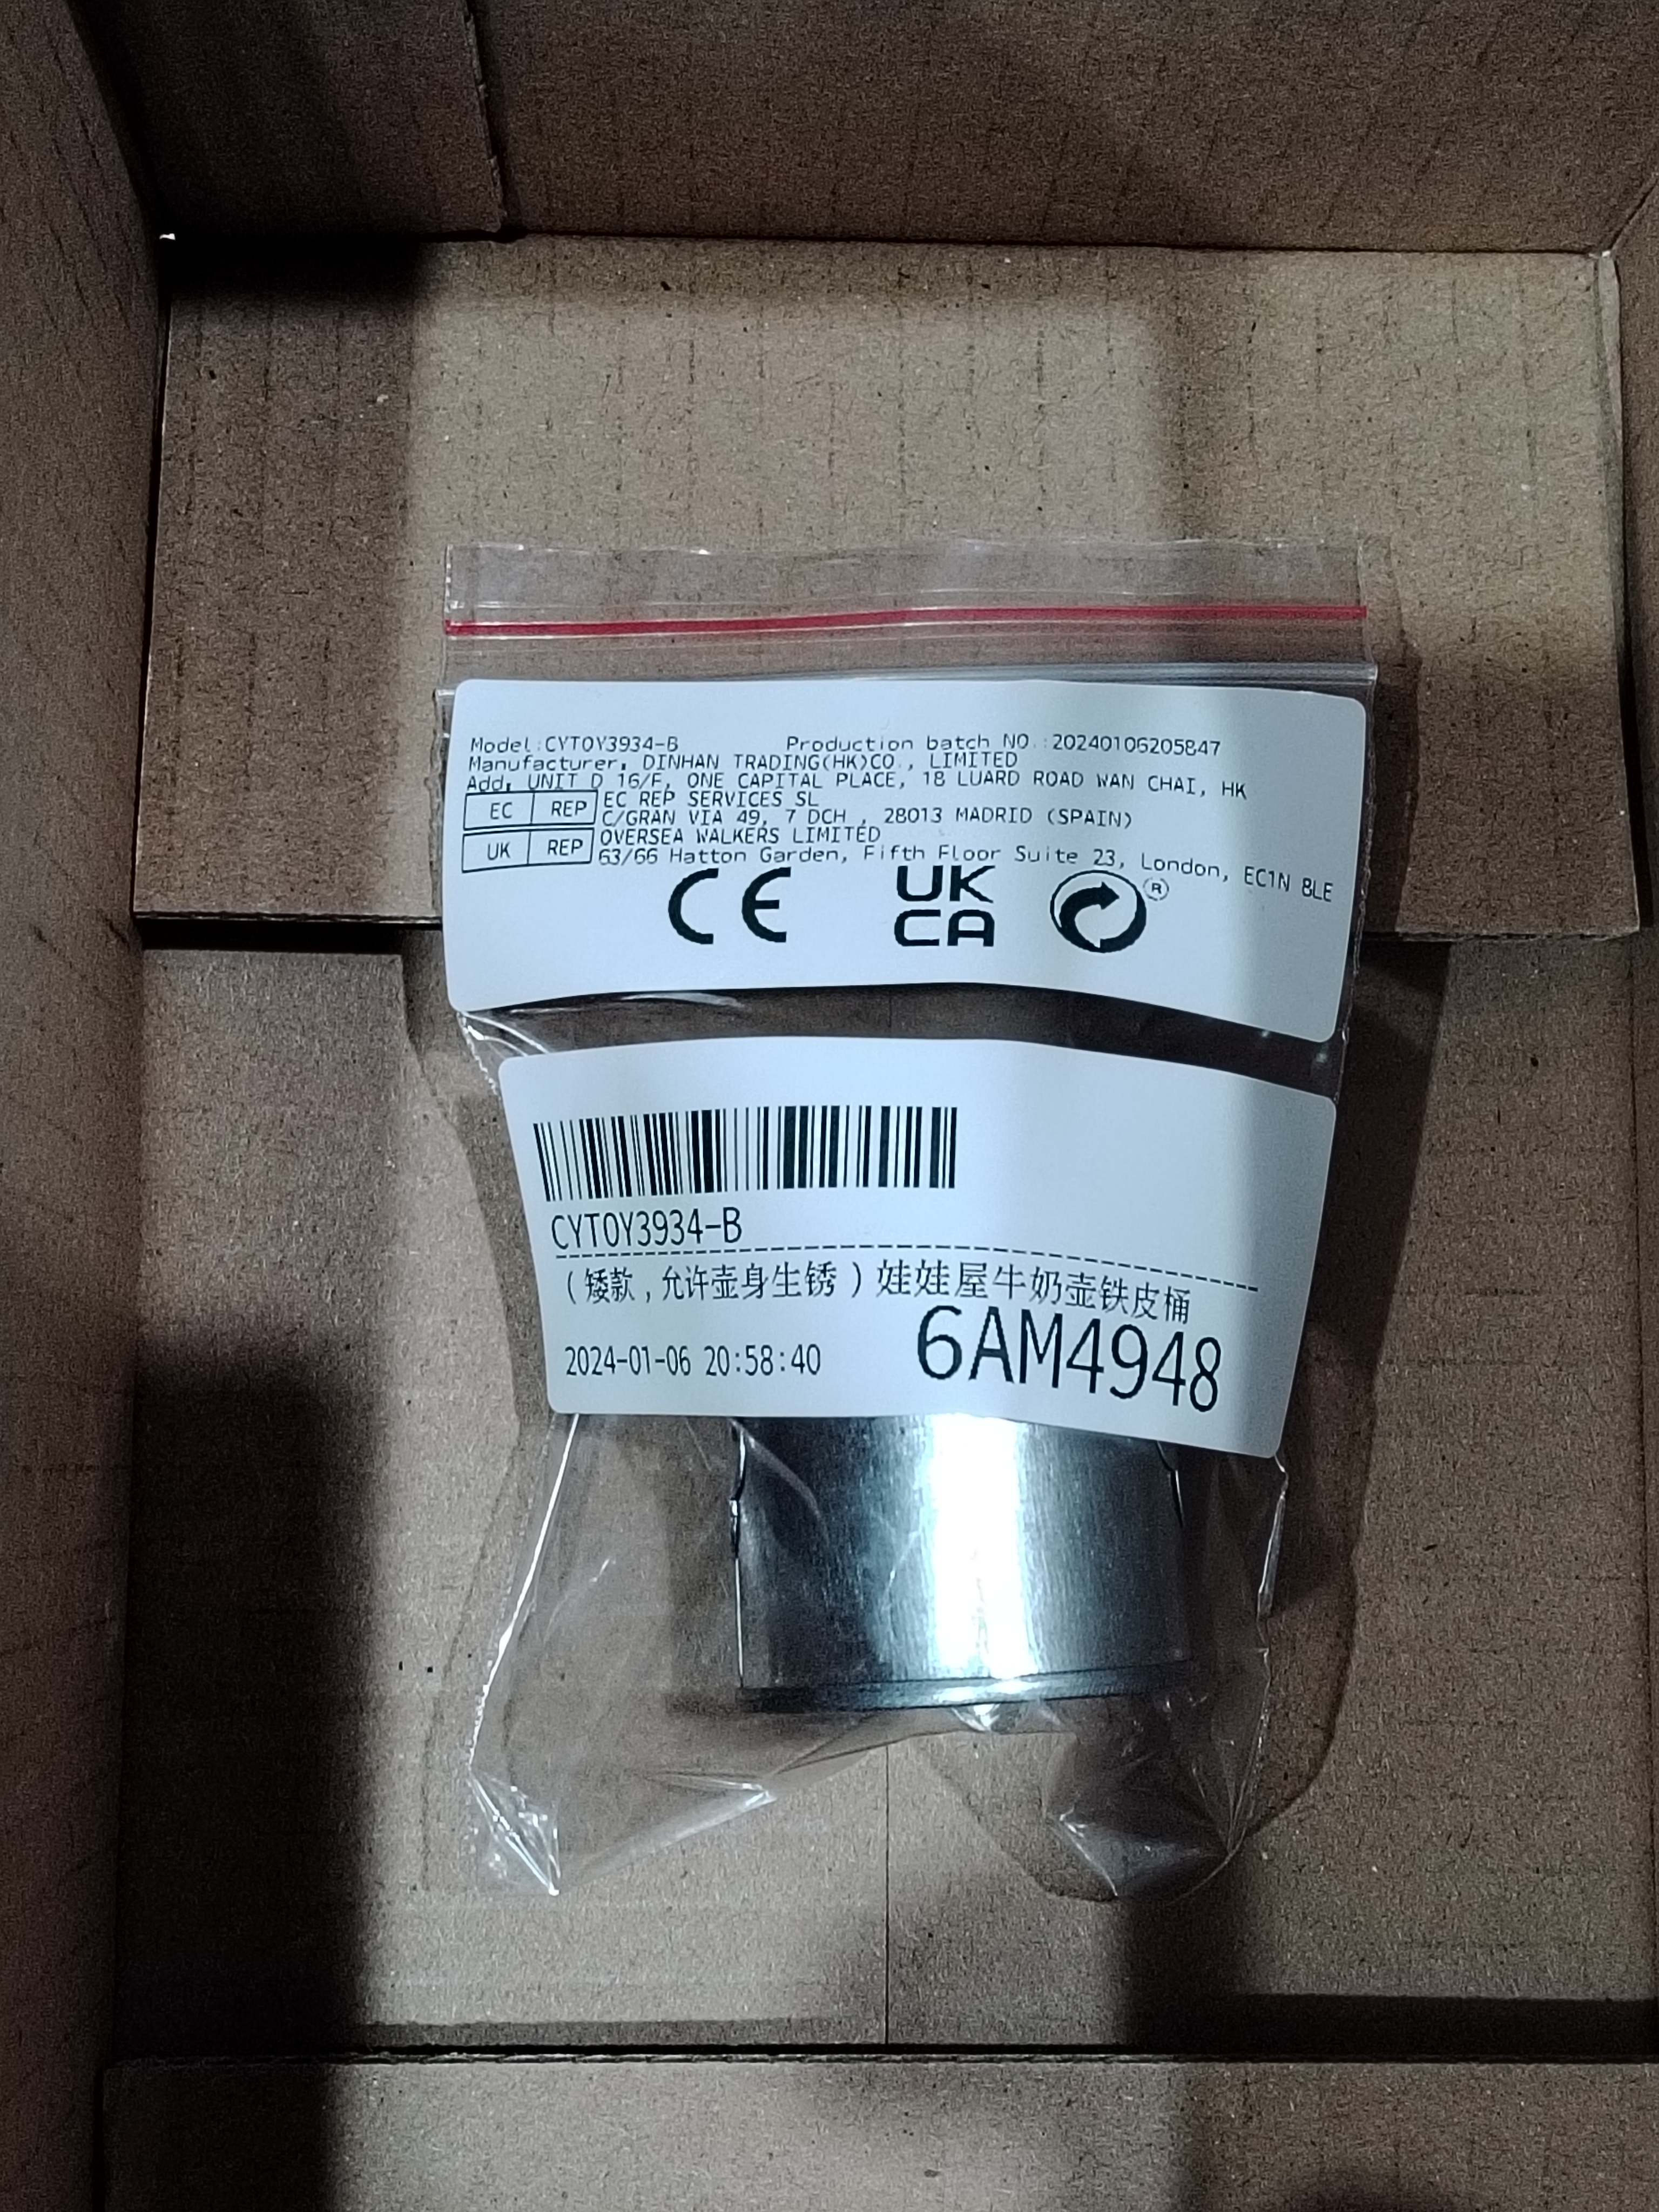 Model:CYTOY3934-B Production batch NO.:20240106205847
Manufacturer, DINHAN TRADING(HK)CO., LIMITED
Add, UNIT D 16/F, ONE CAPITAL PLACE, 18 LUARD ROAD WAN CHAI, HK
EC REP EC REP SERVICES SL
C/GRAN VIA 49, 7 DCH , 28013 MADRID (SPAIN)
UK REP OVERSEA WALKERS LIMITED
63/66 Hatton Garden, Fifth Floor Suite 23, London, EC1N 8LE
CE UK CA ®
CYTOY3934-B
(矮款,允许壶身生锈)娃娃屋牛奶壶铁皮桶
2024-01-06 20:58:40 6AM4948